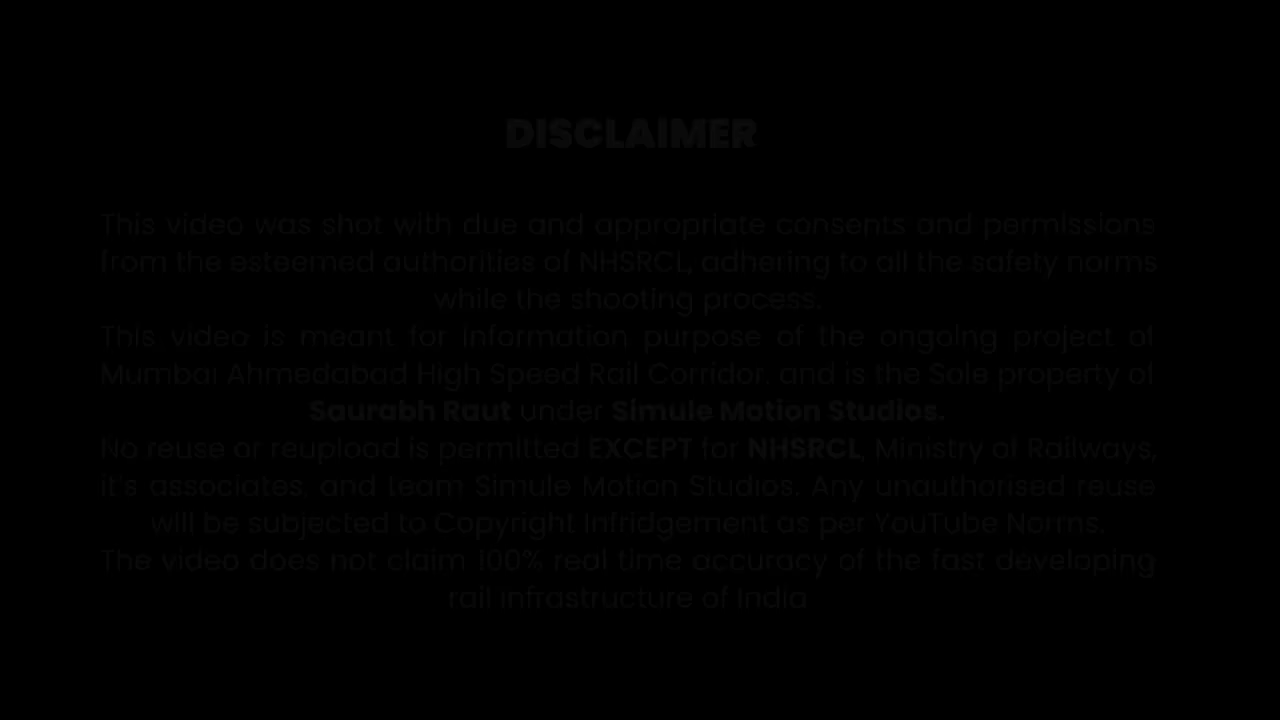 DISCLAIMER
This video was shot with due and appropriate consents and permissions
from the esteemed authorities of NHSRCL, adhering to all the safety norms
while the shooting process.
This video is meant for information purpose of the ongoing project of
Mumbai Ahmedabad High Speed Rail Corridor. and is the Sole property of
Saurabh Raut under Simule Motion Studios.
No reuse or reupload is permitted EXCEPT for NHSRCL, Ministry of Railways,
it's associates, and team Simule Motion Studios. Any unauthorised reuse
will be subjected to Copyright Infridgement as per YouTube Norms.
The video does not claim 100% real time accuracy of the fast developing
rail infrastructure of India